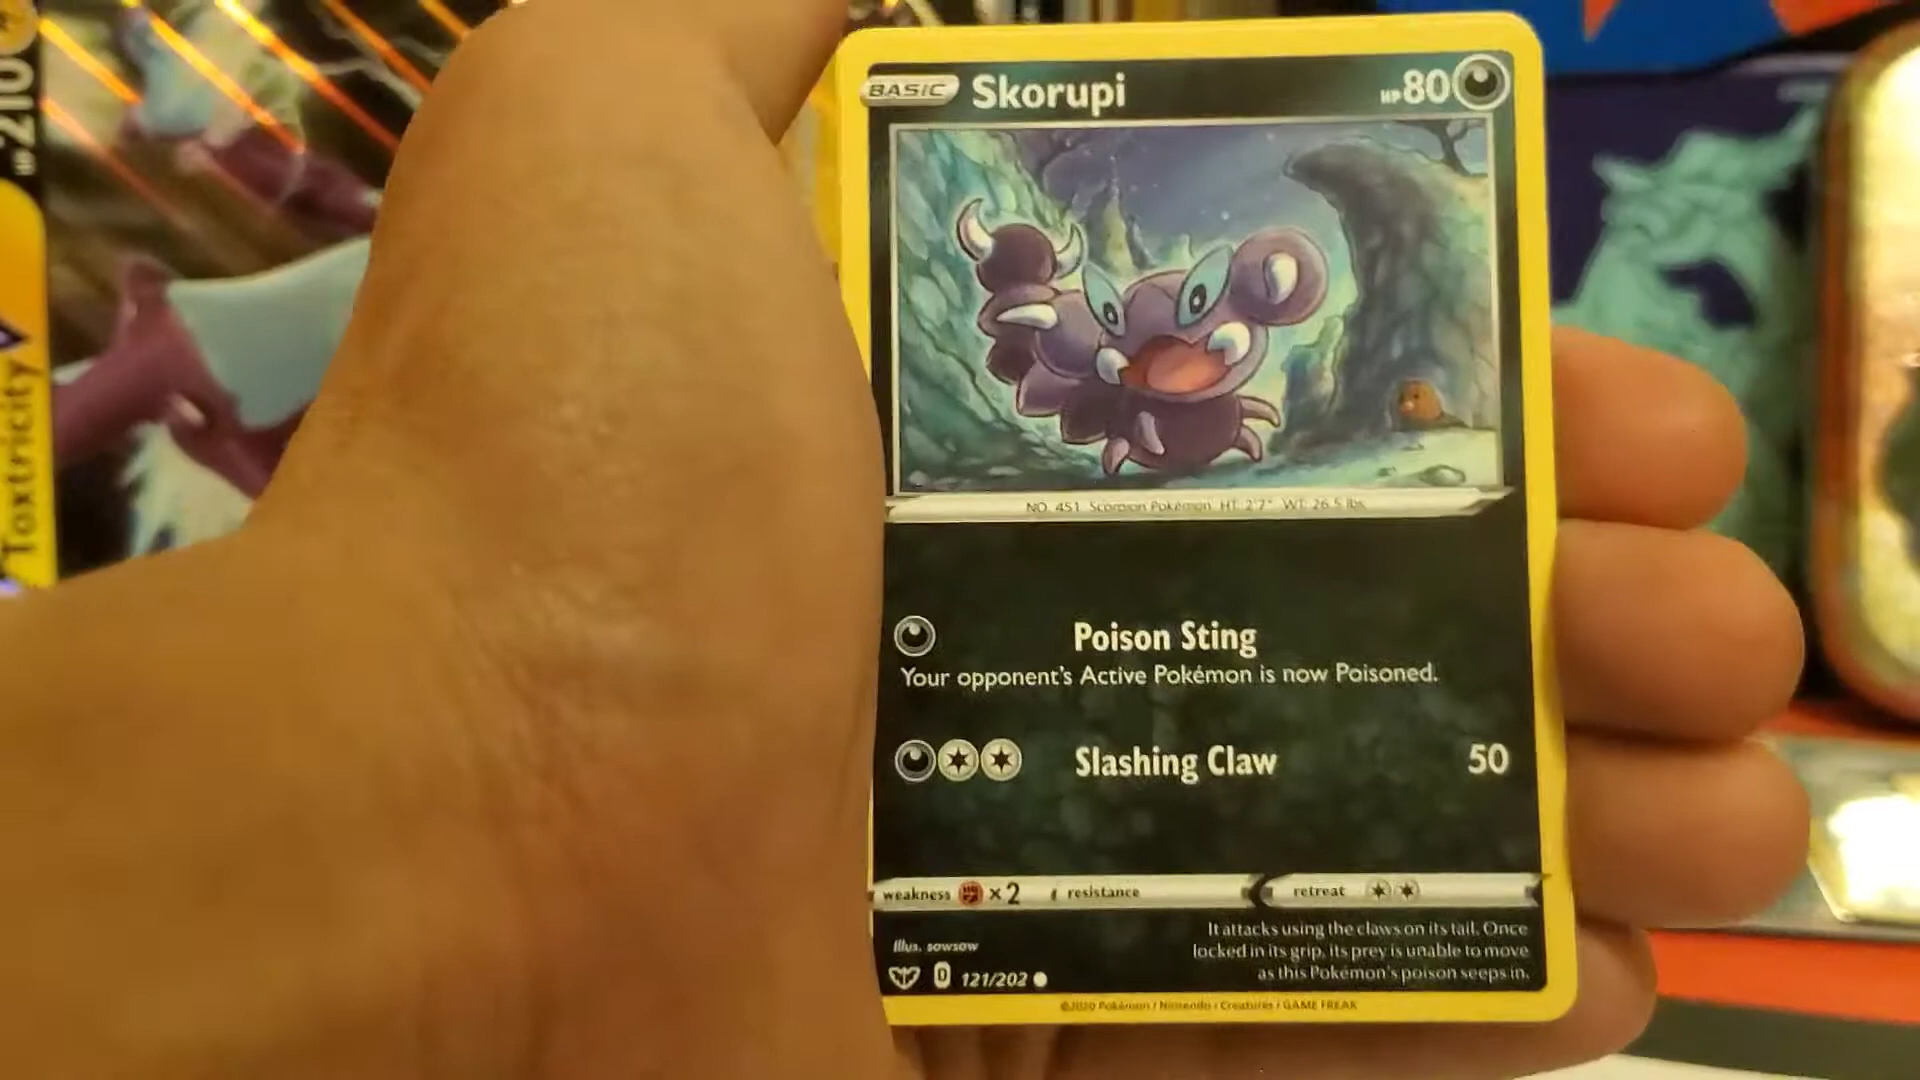 HP 210
Toxtricity
BASIC Skorupi HP 80
NO. 451 Scorpion Pokémon HT: 2'7" WT: 26.5 lbs.
Poison Sting
Your opponent's Active Pokémon is now Poisoned.
Slashing Claw 50
weakness ×2 resistance retreat
Illus. sowsow
It attacks using the claws on its tail. Once
locked in its grip, its prey is unable to move
as this Pokémon's poison seeps in.
D 121/202
©2020 Pokémon / Nintendo / Creatures / GAME FREAK